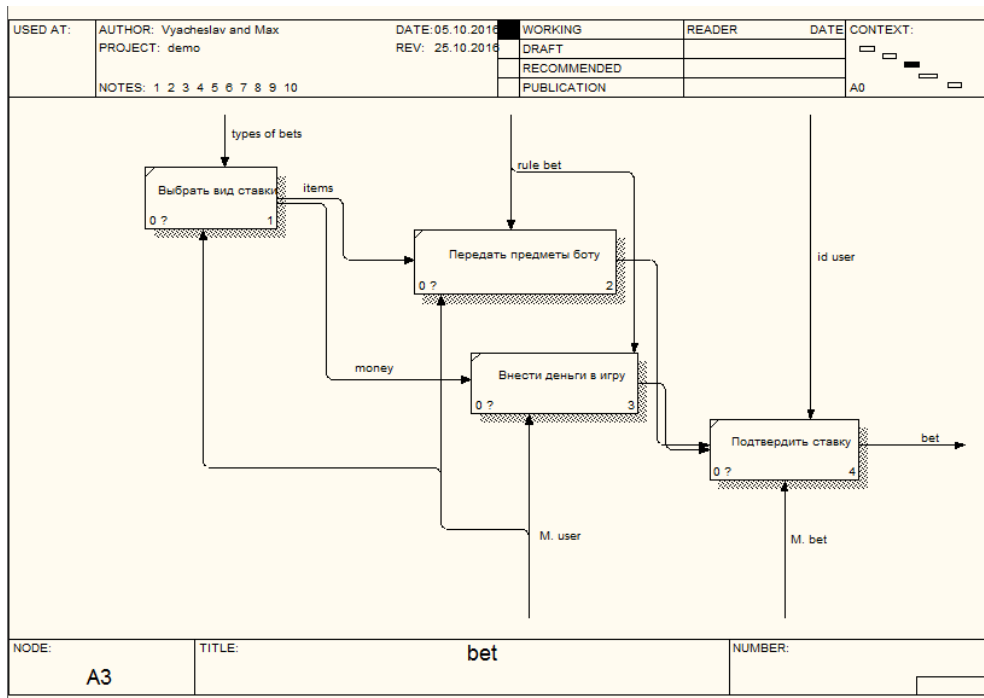 USED AT:
AUTHOR: Vyacheslav and Max
DATE: 05.10.2016
PROJECT: demo
REV: 25.10.2016
NOTES: 1 2 3 4 5 6 7 8 9 10
WORKING
DRAFT
RECOMMENDED
PUBLICATION
READER
DATE
CONTEXT:
A0
types of bets
rule bet
id user
Выбрать вид ставки
0 ?
1
items
Передать предметы боту
0 ?
2
money
Внести деньги в игру
0 ?
3
Подтвердить ставку
0 ?
4
bet
M. user
M. bet
NODE:
A3
TITLE:
bet
NUMBER: